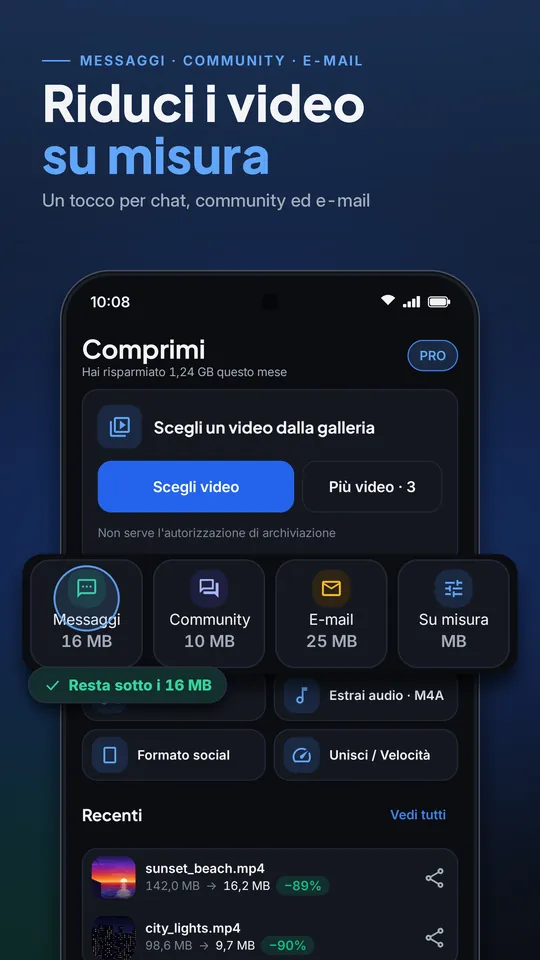 MESSAGGI · COMMUNITY · E-MAIL
Riduci i video
su misura
Un tocco per chat, community ed e-mail
10:08
Comprimi
Hai risparmiato 1,24 GB questo mese
PRO
Scegli un video dalla galleria
Scegli video
Più video · 3
Non serve l'autorizzazione di archiviazione
Messaggi
16 MB
Community
10 MB
E-mail
25 MB
Su misura
MB
Resta sotto i 16 MB
Estrai audio · M4A
Formato social
Unisci / Velocità
Recenti
Vedi tutti
sunset_beach.mp4
142,0 MB → 16,2 MB −89%
city_lights.mp4
98,6 MB → 9,7 MB −90%